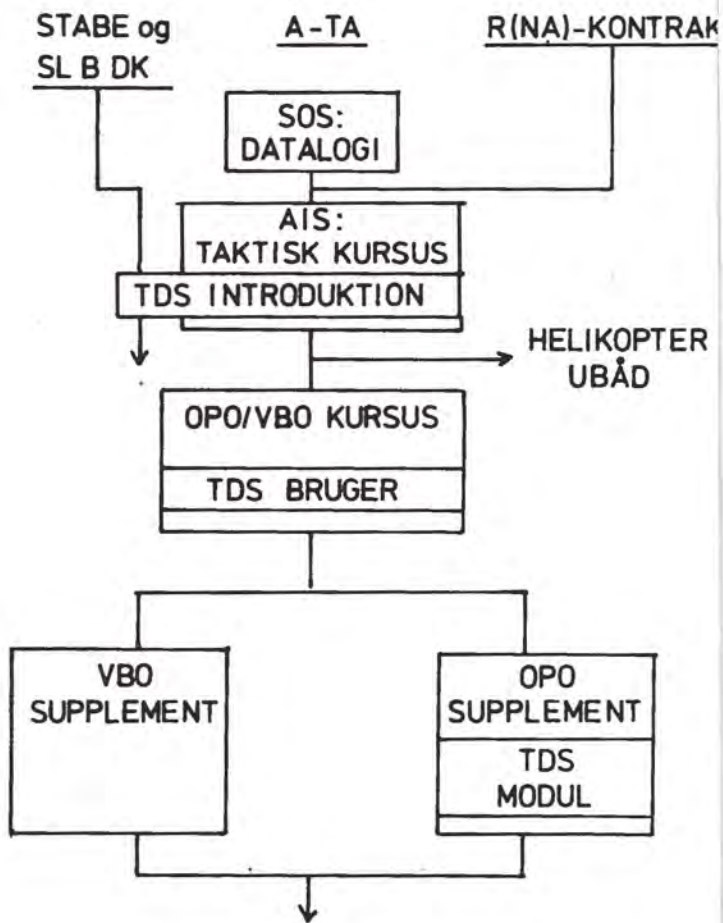 STABE og
SL B DK
A-TA
R(NA)-KONTRAK
SOS:
DATALOGI
AIS:
TAKTISK KURSUS
TDS INTRODUKTION
HELIKOPTER
UBÅD
OPO/VBO KURSUS
TDS BRUGER
VBO
SUPPLEMENT
OPO
SUPPLEMENT
TDS
MODUL